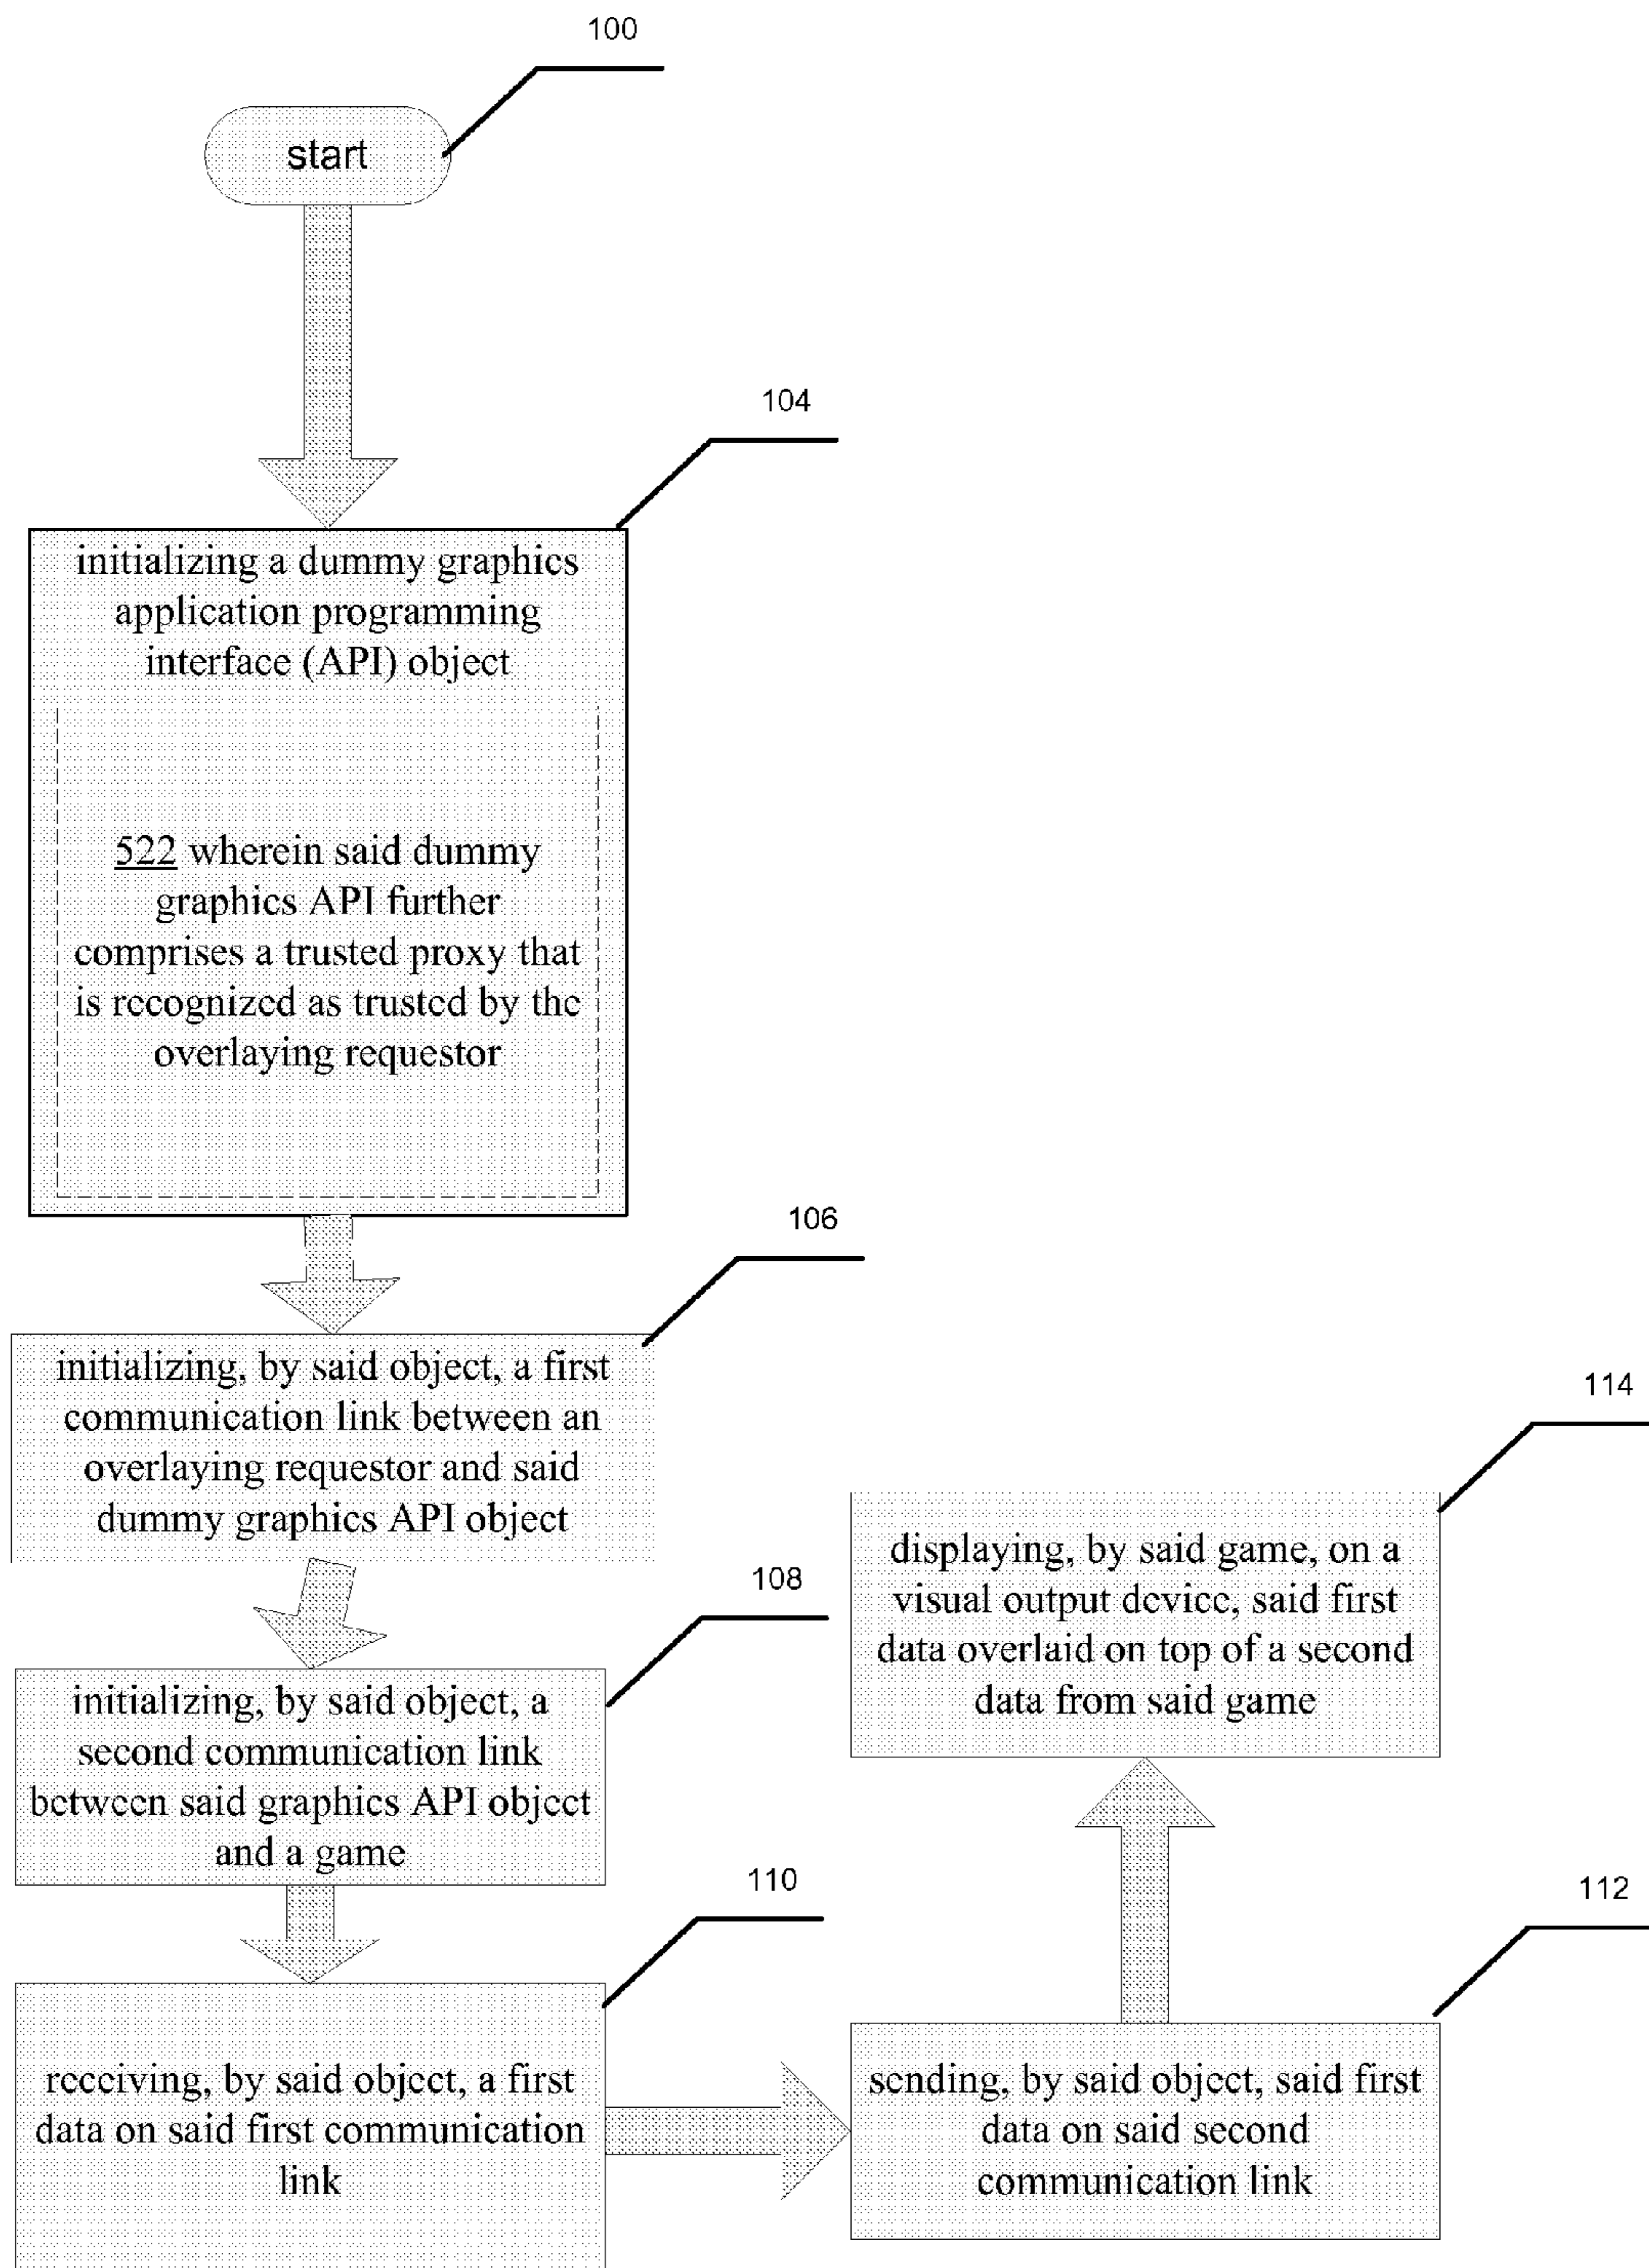 100
start
104
initializing a dummy graphics
application programming
interface (API) object
522 wherein said dummy
graphics API further
comprises a trusted proxy that
is recognized as trusted by the
overlaying requestor
106
initializing, by said object, a first
communication link between an
overlaying requestor and said
dummy graphics API object
108
initializing, by said object, a
second communication link
between said graphics API object
and a game
110
receiving, by said object, a first
data on said first communication
link
112
sending, by said object, said first
data on said second
communication link
114
displaying, by said game, on a
visual output device, said first
data overlaid on top of a second
data from said game